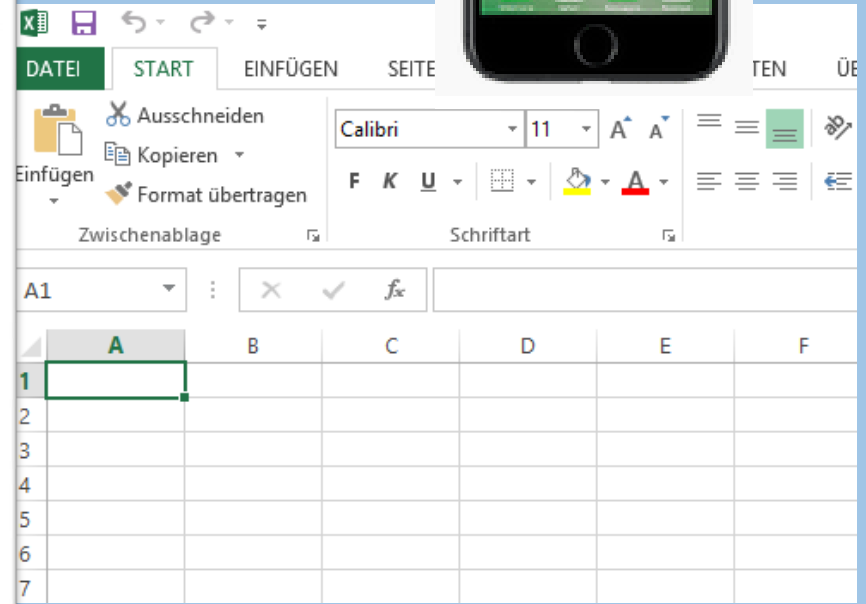 DATEI START EINFÜGEN SEITE TEN ÜE
Ausschneiden
Kopieren
Einfügen
Format übertragen
Calibri 11 A A
F K U A
Zwischenablage Schriftart
A1 fx
A B C D E F
1
2
3
4
5
6
7